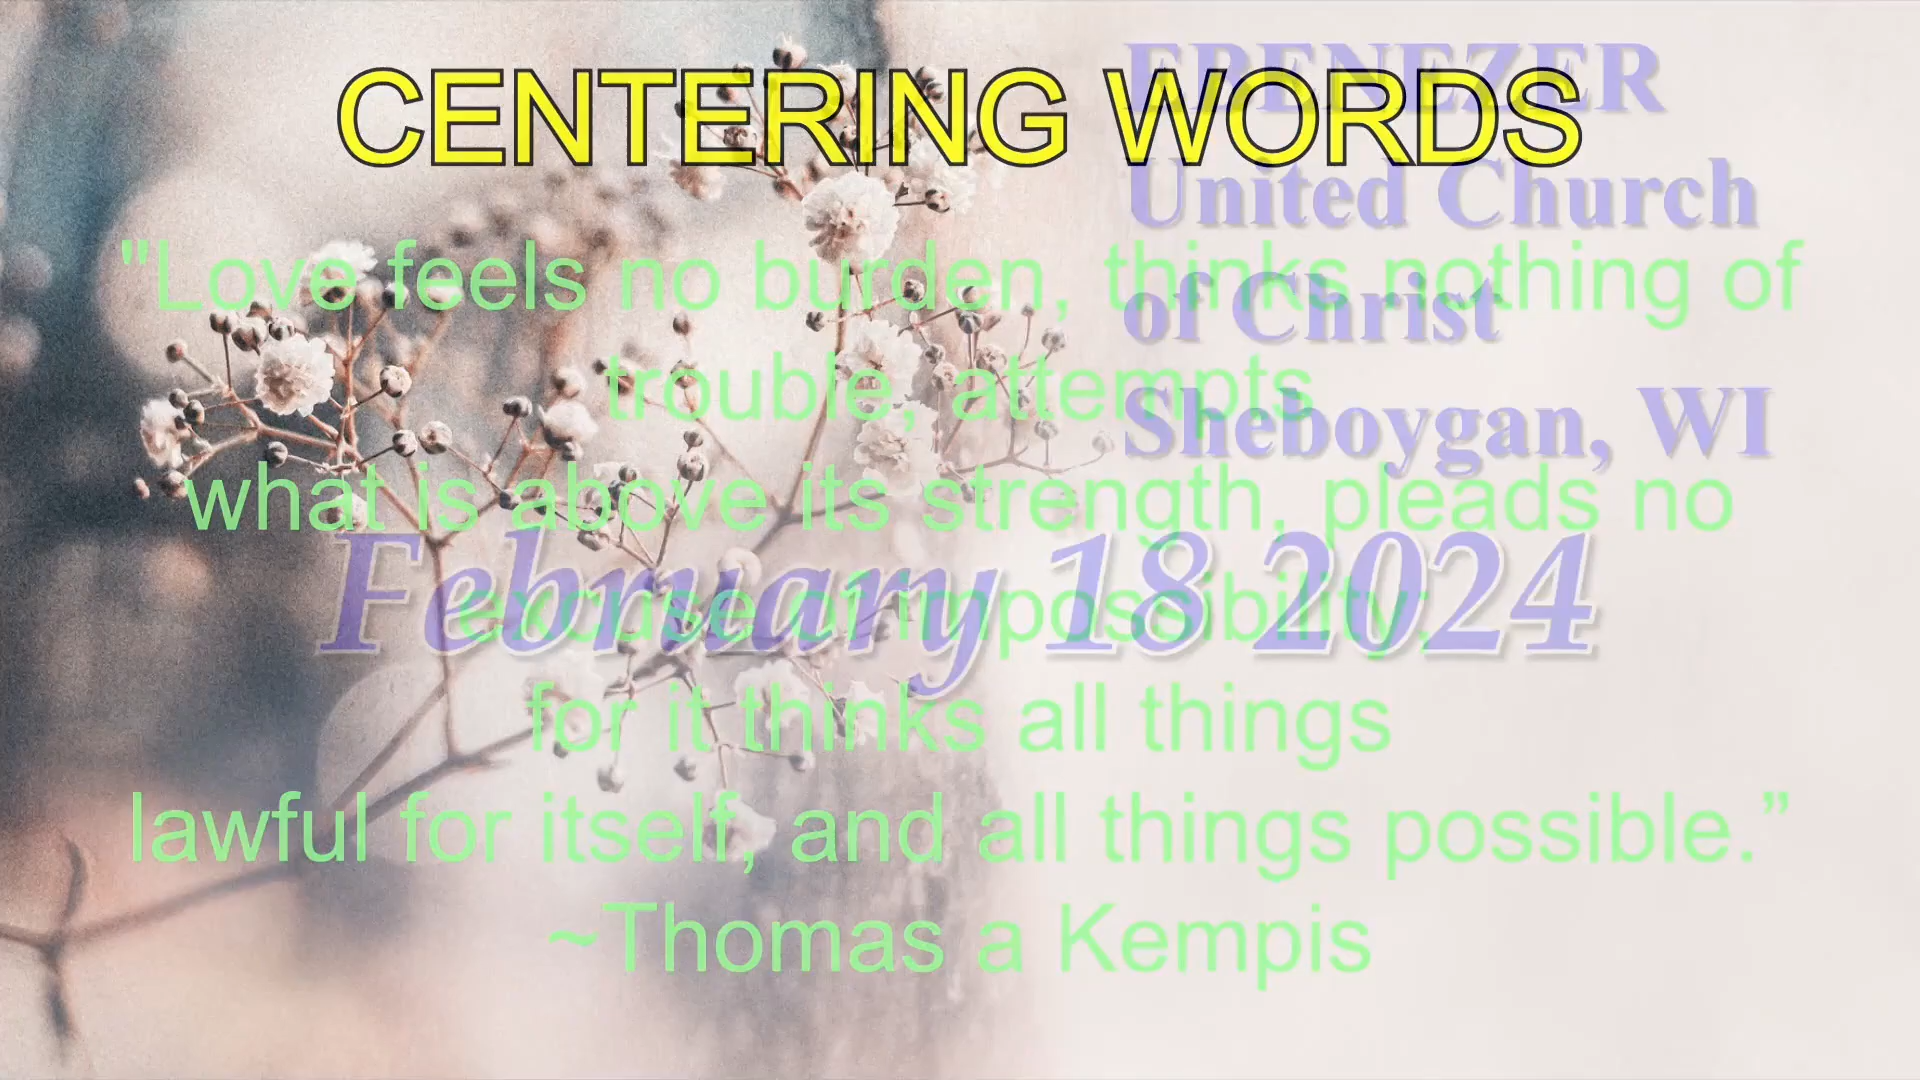 CENTERING WORDS
"Love feels no burden, thinks nothing of
trouble, attempts
what is above its strength, pleads no
excuse of impossibility;
for it thinks all things
lawful for itself, and all things possible.”
~Thomas a Kempis
EBENEZER
United Church
of Christ
Sheboygan, WI
February 18 2024